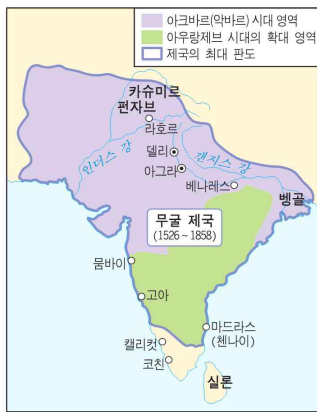 아크바르(악바르) 시대 영역
아우랑제브 시대의 확대 영역
제국의 최대 판도
카슈미르
펀자브
라호르
델리
인더스 강
갠지스 강
아그라
베나레스
벵골
무굴 제국
(1526~1858)
뭄바이
고아
마드라스
(첸나이)
캘리컷
코친
실론